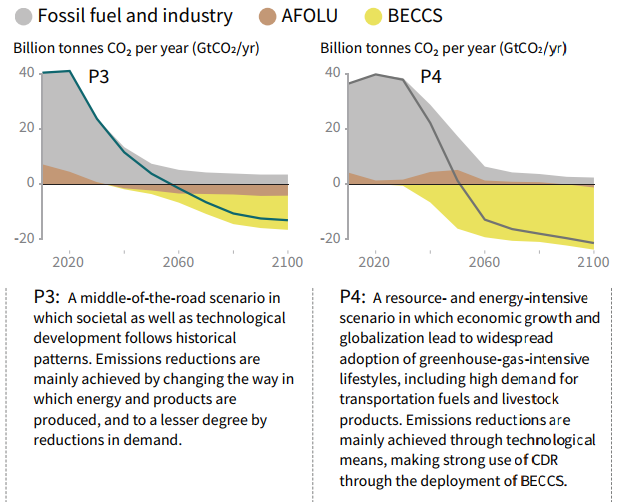 Fossil fuel and industry AFOLU BECCS
Billion tonnes CO₂ per year (GtCO₂/yr)
P3
40
20
0
-20
2020 2060 2100
Billion tonnes CO₂ per year (GtCO₂/yr)
P4
40
20
0
-20
2020 2060 2100
P3: A middle-of-the-road scenario in
which societal as well as technological
development follows historical
patterns. Emissions reductions are
mainly achieved by changing the way in
which energy and products are
produced, and to a lesser degree by
reductions in demand.
P4: A resource- and energy-intensive
scenario in which economic growth and
globalization lead to widespread
adoption of greenhouse-gas-intensive
lifestyles, including high demand for
transportation fuels and livestock
products. Emissions reductions are
mainly achieved through technological
means, making strong use of CDR
through the deployment of BECCS.